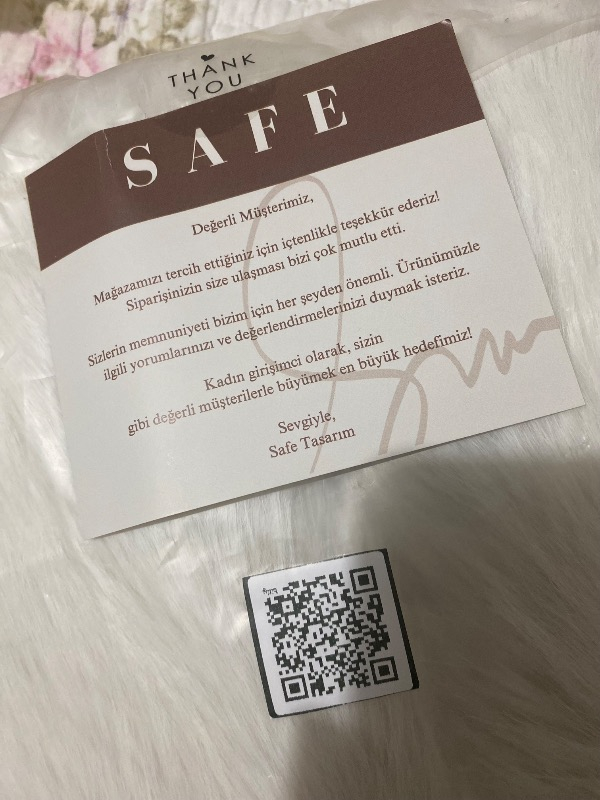 THANK
YOU
SAFE
Değerli Müşterimiz,
Mağazamızı tercih ettiğiniz için içtenlikle teşekkür ederiz!
Siparişinizin size ulaşması bizi çok mutlu etti.
Sizlerin memnuniyeti bizim için her şeyden önemli. Ürünümüzle
ilgili yorumlarınızı ve değerlendirmelerinizi duymak isteriz.
Kadın girişimci olarak, sizin
gibi değerli müşterilerle büyümek en büyük hedefimiz!
Sevgiyle,
Safe Tasarım